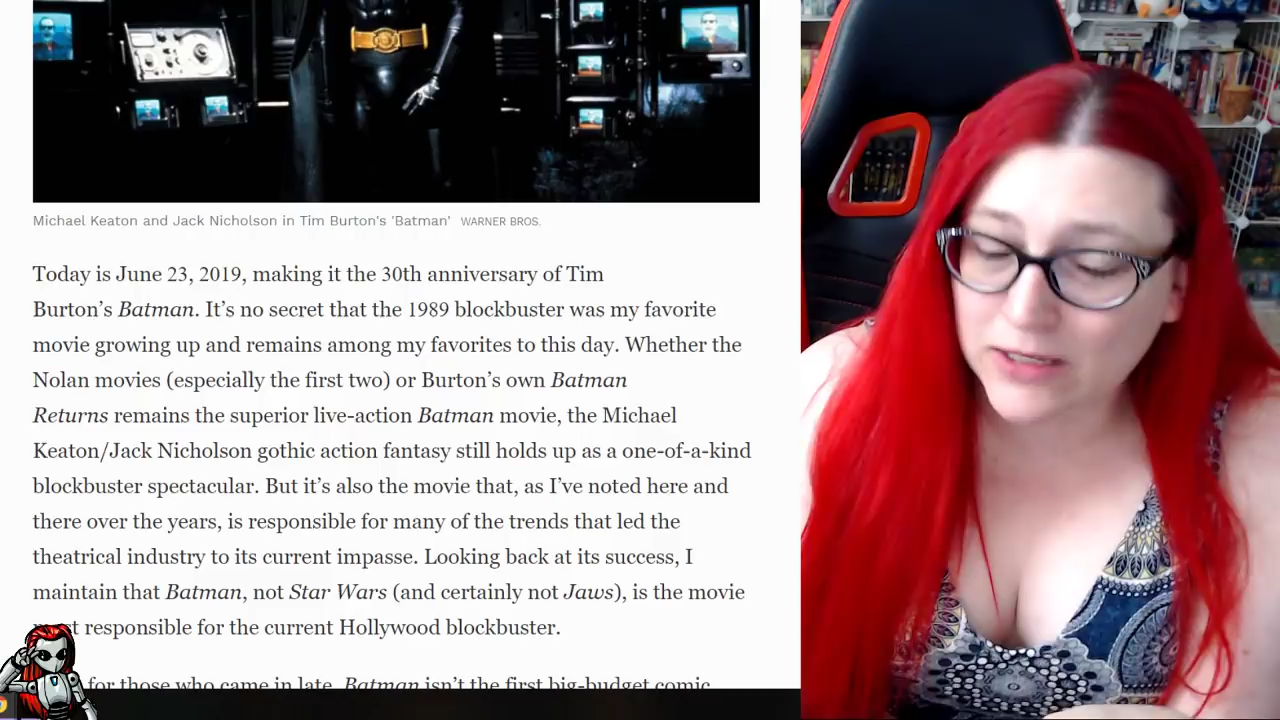 Michael Keaton and Jack Nicholson in Tim Burton's 'Batman' WARNER BROS.
Today is June 23, 2019, making it the 30th anniversary of Tim
Burton’s Batman. It’s no secret that the 1989 blockbuster was my favorite
movie growing up and remains among my favorites to this day. Whether the
Nolan movies (especially the first two) or Burton’s own Batman
Returns remains the superior live-action Batman movie, the Michael
Keaton/Jack Nicholson gothic action fantasy still holds up as a one-of-a-kind
blockbuster spectacular. But it’s also the movie that, as I’ve noted here and
there over the years, is responsible for many of the trends that led the
theatrical industry to its current impasse. Looking back at its success, I
maintain that Batman, not Star Wars (and certainly not Jaws), is the movie
responsible for the current Hollywood blockbuster.
for those who came in late, Batman isn’t the first big-budget comic